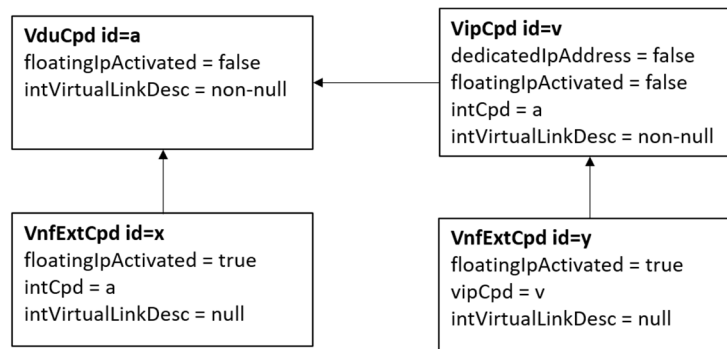 VduCpd id=a
floatingIpActivated = false
intVirtualLinkDesc = non-null
VipCpd id=v
dedicatedIpAddress = false
floatingIpActivated = false
intCpd = a
intVirtualLinkDesc = non-null
VnfExtCpd id=x
floatingIpActivated = true
intCpd = a
intVirtualLinkDesc = null
VnfExtCpd id=y
floatingIpActivated = true
vipCpd = v
intVirtualLinkDesc = null